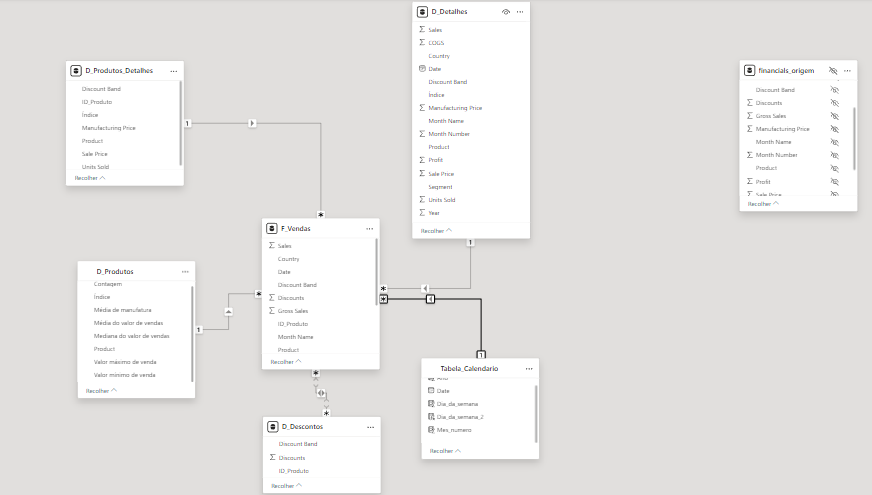 D_Detalhes
Sales
COGS
Country
Date
Discount Band
Índice
Manufacturing Price
Month Name
Month Number
Product
Profit
Sale Price
Segment
Units Sold
Year
Recolher
D_Produtos_Detalhes
Discount Band
ID_Produto
Índice
Manufacturing Price
Product
Sale Price
Units Sold
Recolher
financials_origem
Discount Band
Discounts
Gross Sales
Manufacturing Price
Month Name
Month Number
Product
Profit
Sale Price
Recolher
1
*
F_Vendas
Sales
Country
Date
Discount Band
Discounts
Gross Sales
ID_Produto
Month Name
Product
Recolher
1
*
*
D_Produtos
Contagem
Índice
Média de manufatura
Média do valor de vendas
Mediana do valor de vendas
Product
Valor máximo de venda
Valor mínimo de venda
Recolher
*
1
1
Tabela_Calendario
Date
Dia_da_semana
Dia_da_semana_2
Mes_numero
Recolher
*
*
D_Descontos
Discount Band
Discounts
ID_Produto
Recolher